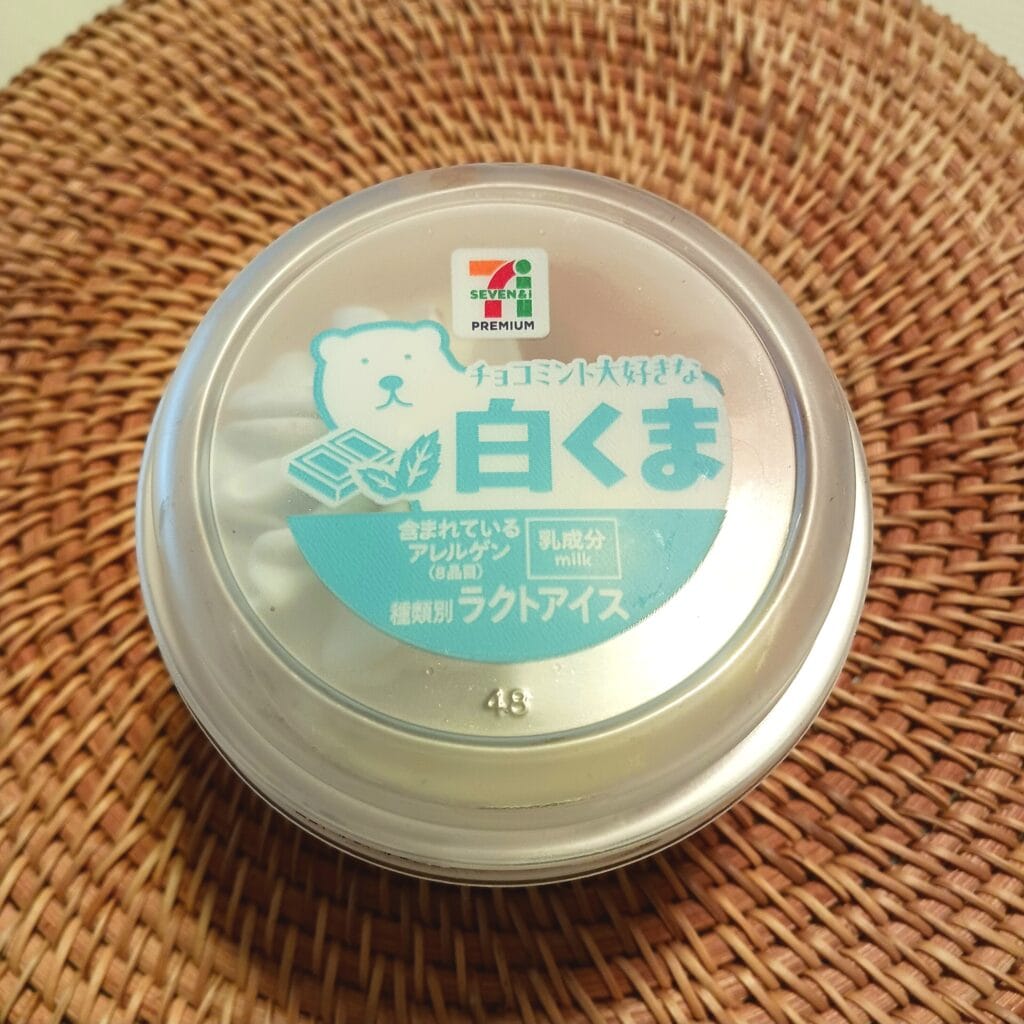 SEVEN&i
PREMIUM
チョコミント大好きな
白くま
含まれている
アレルゲン
(8品目)
乳成分
milk
種類別 ラクトアイス
48